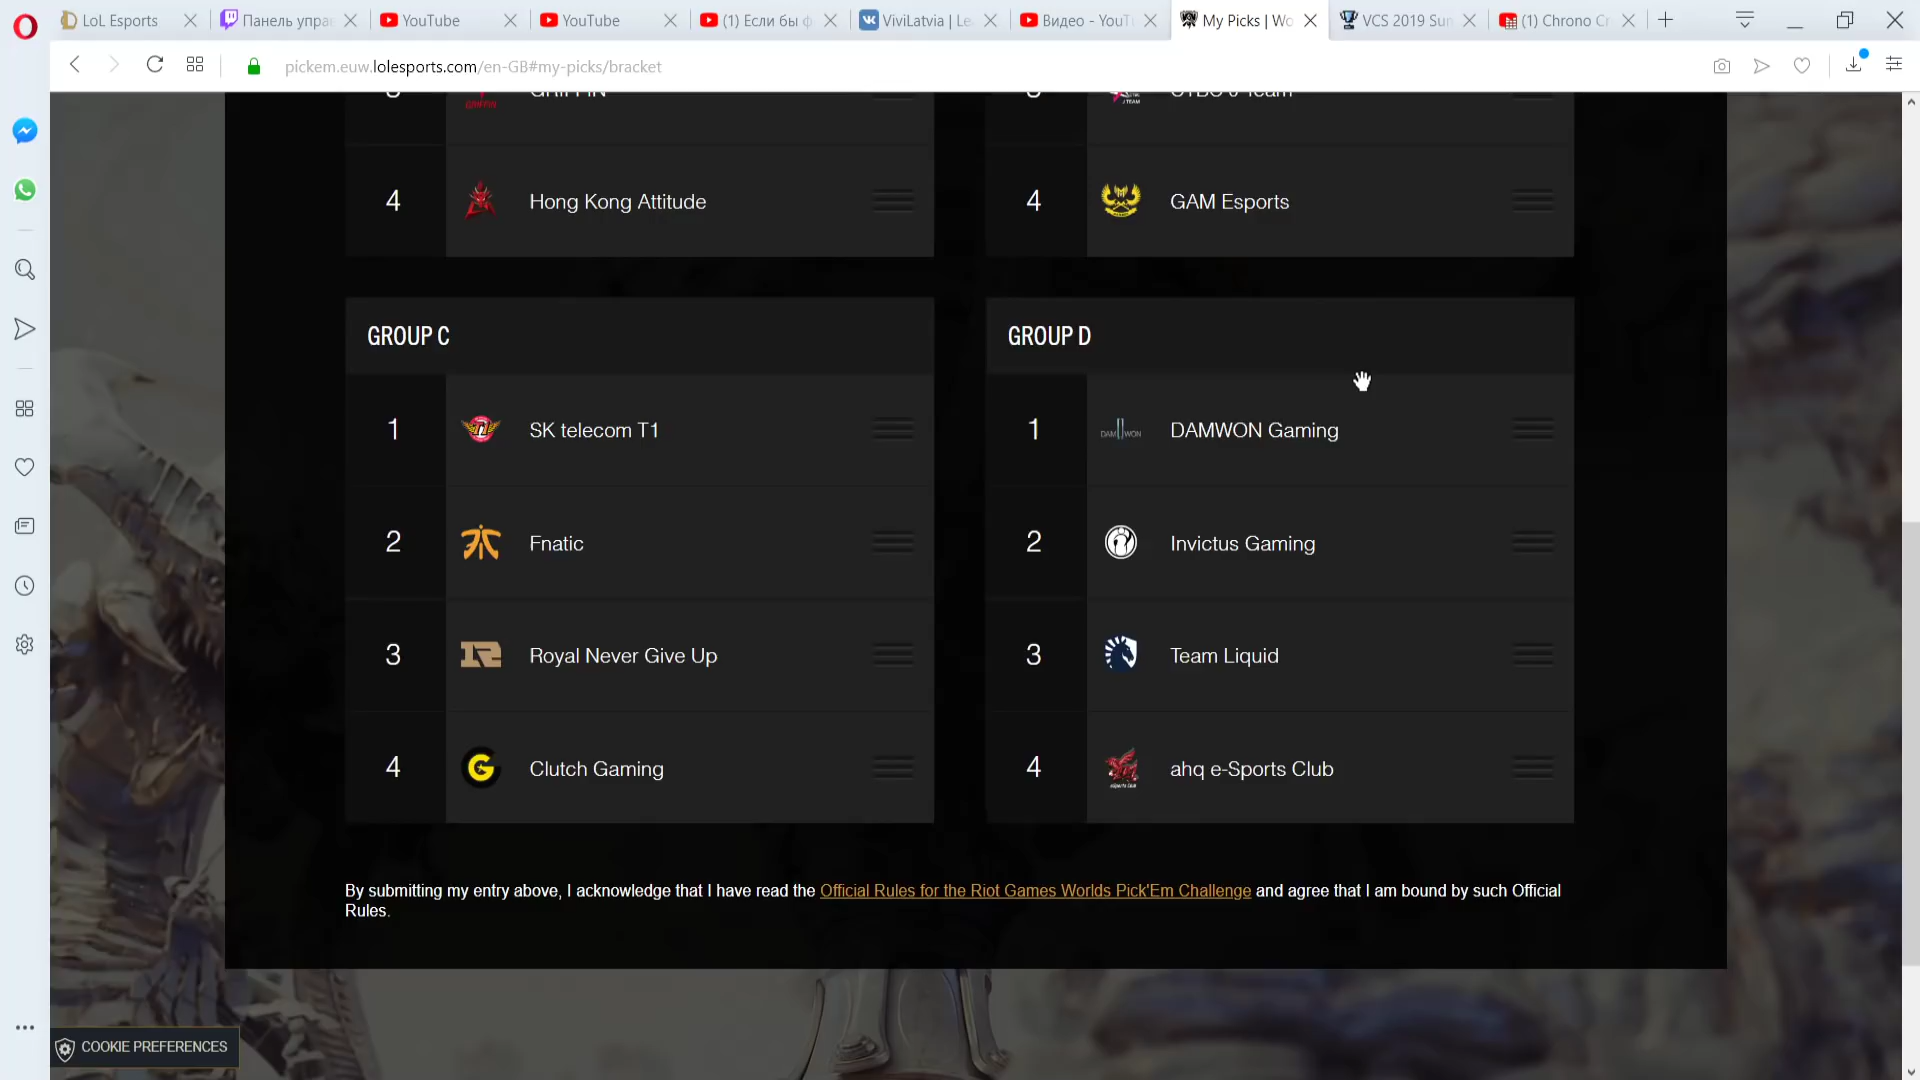 LoL Esports
Панель упра
YouTube
YouTube
(1) Если бы ф
ViviLatvia | Le
Видео - YouT
My Picks | Wo
VCS 2019 Sun
(1) Chrono Cr
pickem.euw.lolesports.com/en-GB#my-picks/bracket
3 GRIFFIN
4 Hong Kong Attitude
3 J Team
4 GAM Esports
GROUP C
1 SK telecom T1
2 Fnatic
3 Royal Never Give Up
4 Clutch Gaming
GROUP D
1 DAMWON Gaming
2 Invictus Gaming
3 Team Liquid
4 ahq e-Sports Club
By submitting my entry above, I acknowledge that I have read the Official Rules for the Riot Games Worlds Pick'Em Challenge and agree that I am bound by such Official
Rules.
COOKIE PREFERENCES